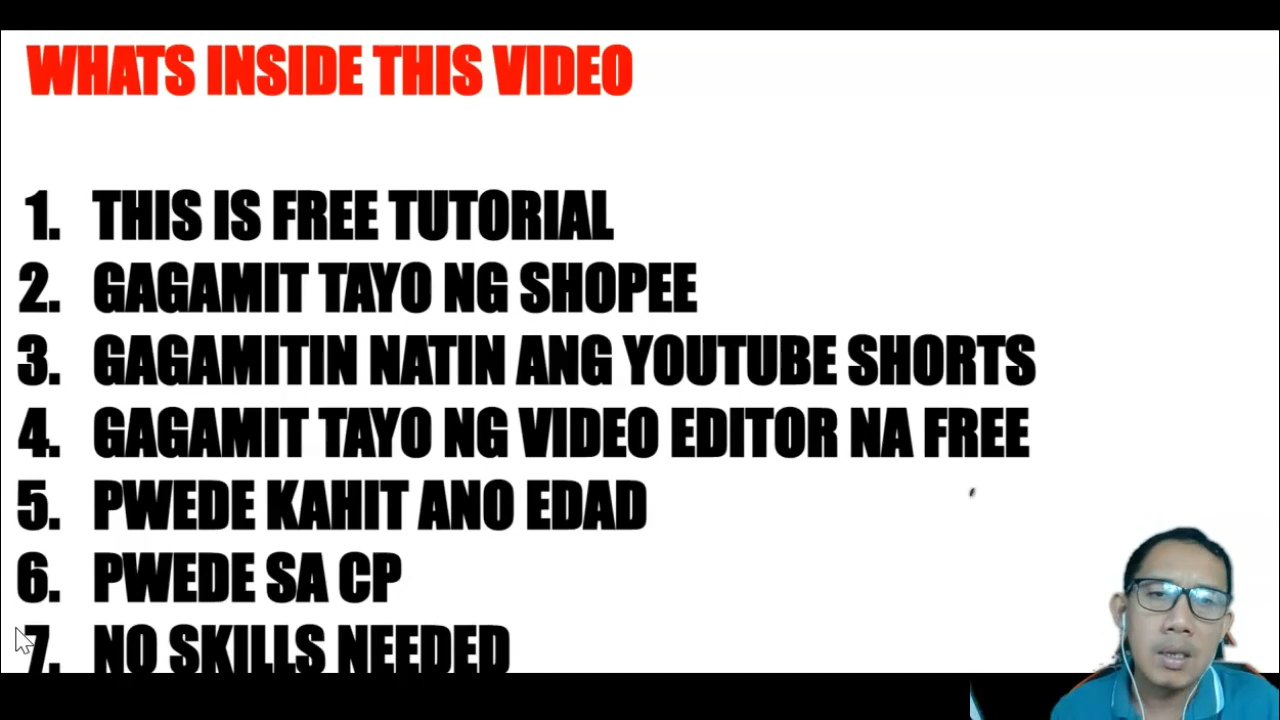 WHATS INSIDE THIS VIDEO
1. THIS IS FREE TUTORIAL
2. GAGAMIT TAYO NG SHOPEE
3. GAGAMITIN NATIN ANG YOUTUBE SHORTS
4. GAGAMIT TAYO NG VIDEO EDITOR NA FREE
5. PWEDE KAHIT ANO EDAD
6. PWEDE SA CP
7. NO SKILLS NEEDED